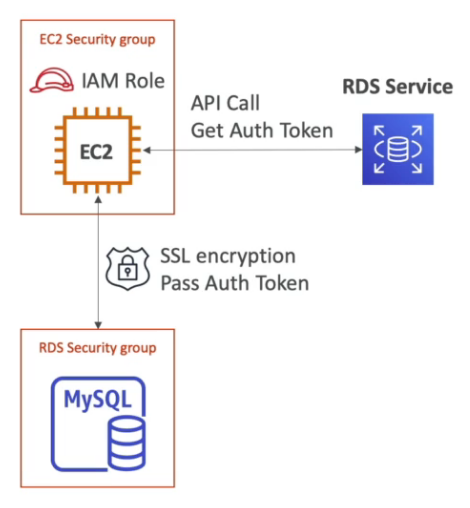 EC2 Security group
IAM Role
EC2
API Call
Get Auth Token
RDS Service
SSL encryption
Pass Auth Token
RDS Security group
MySQL